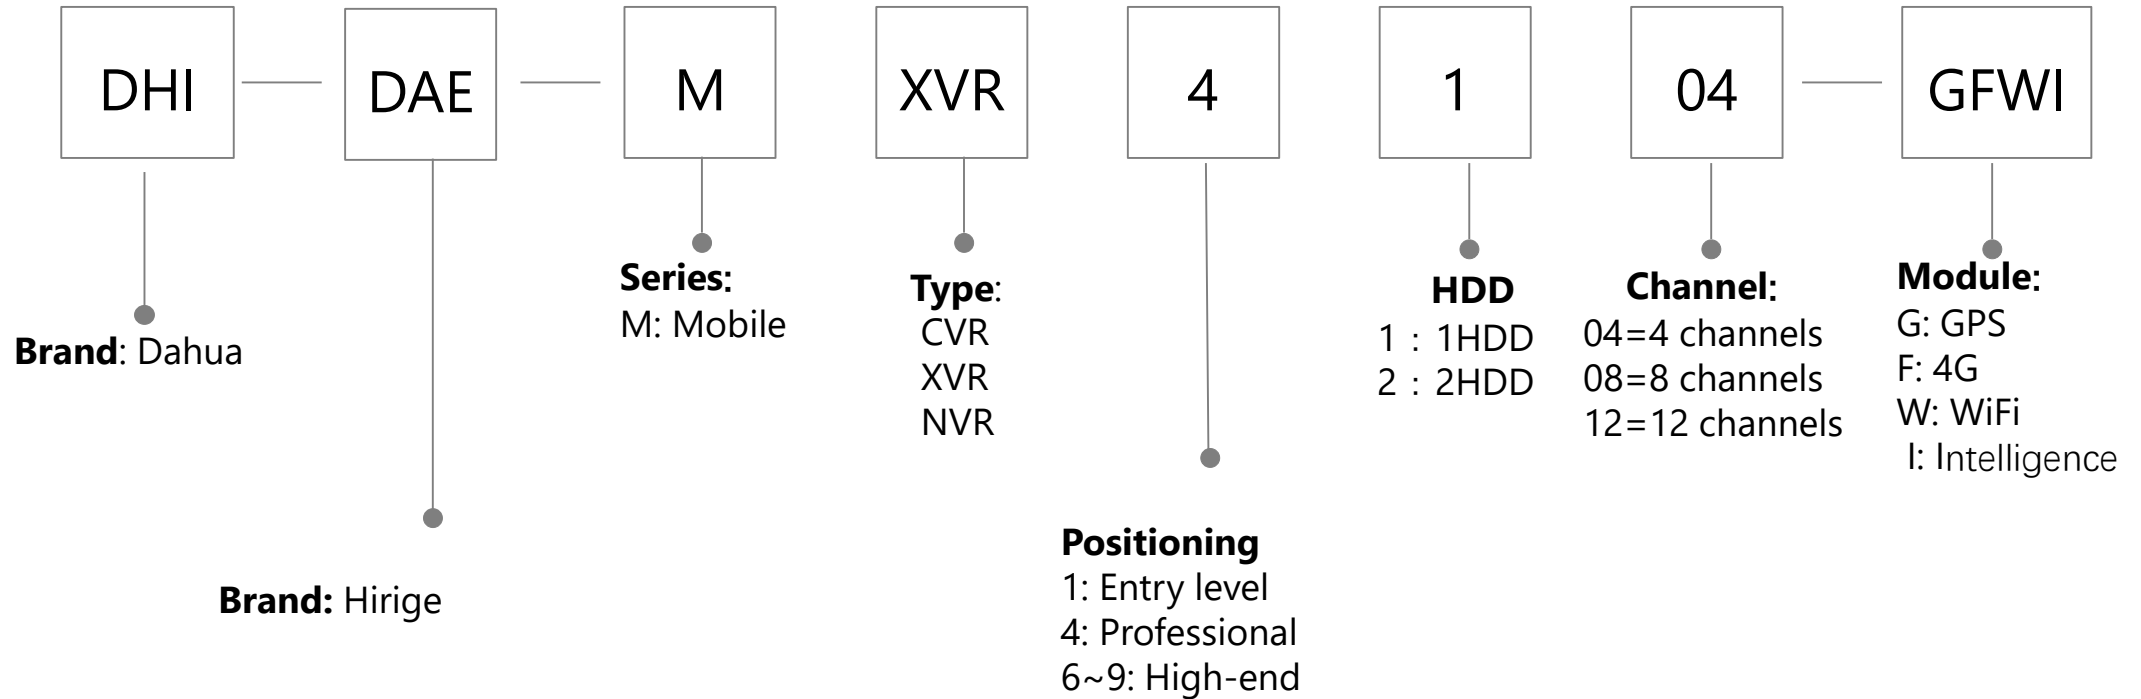 DHI DAE M XVR 4 1 04 GFWI
Brand: Dahua
Brand: Hirige
Series:
M: Mobile
Type:
CVR
XVR
NVR
Positioning
1: Entry level
4: Professional
6~9: High-end
HDD
1：1HDD
2：2HDD
Channel:
04=4 channels
08=8 channels
12=12 channels
Module:
G: GPS
F: 4G
W: WiFi
I: Intelligence